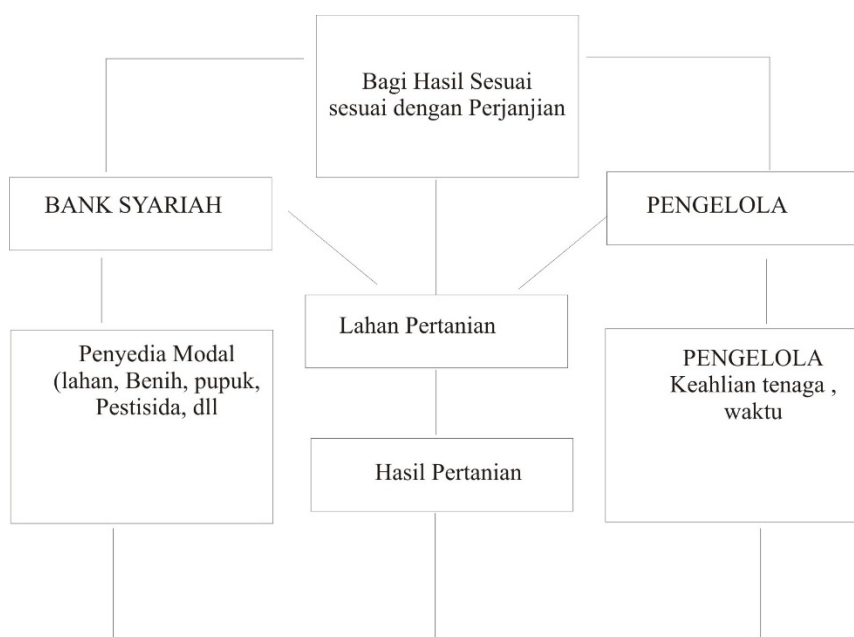 Bagi Hasil Sesuai
sesuai dengan Perjanjian
BANK SYARIAH
PENGELOLA
Lahan Pertanian
Penyedia Modal
(lahan, Benih, pupuk,
Pestisida, dll
PENGELOLA
Keahlian tenaga ,
waktu
Hasil Pertanian